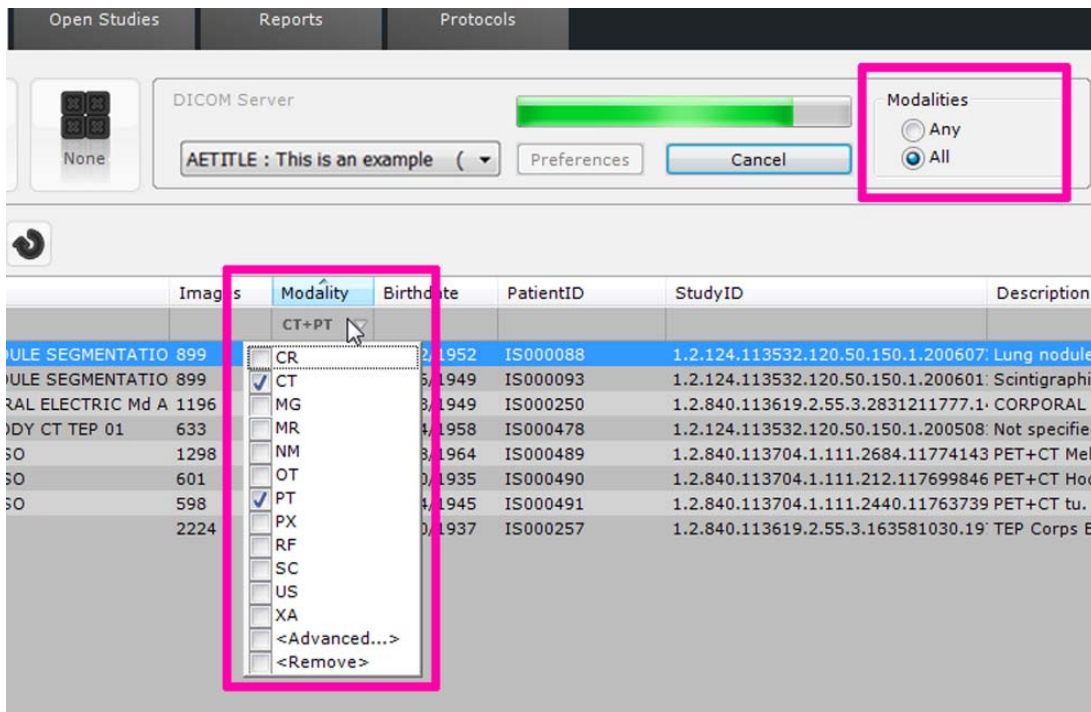 Open Studies Reports Protocols
DICOM Server
Modalities
Any
None
AETITLE : This is an example ( Preferences Cancel
All
Images Modality Birthdate PatientID StudyID Description
CT+PT
CR
CT
MG
MR
NM
OT
PT
PX
RF
SC
US
XA
<Advanced...>
<Remove>
DULE SEGMENTATIO 899 2/1952 IS000088 1.2.124.113532.120.50.150.1.200607 Lung nodule
DULE SEGMENTATIO 899 5/1949 IS000093 1.2.124.113532.120.50.150.1.200601 Scintigraphi
RAL ELECTRIC Md A 1196 3/1949 IS000250 1.2.840.113619.2.55.3.2831211777.1 CORPORAL
ODY CT TEP 01 633 4/1958 IS000478 1.2.124.113532.120.50.150.1.200508 Not specifie
SO 1298 3/1964 IS000489 1.2.840.113704.1.111.2684.11774143 PET+CT Mel
SO 601 0/1935 IS000490 1.2.840.113704.1.111.212.117699846 PET+CT Hoc
SO 598 4/1945 IS000491 1.2.840.113704.1.111.2440.11763739 PET+CT tu.
2224 0/1937 IS000257 1.2.840.113619.2.55.3.163581030.19 TEP Corps E